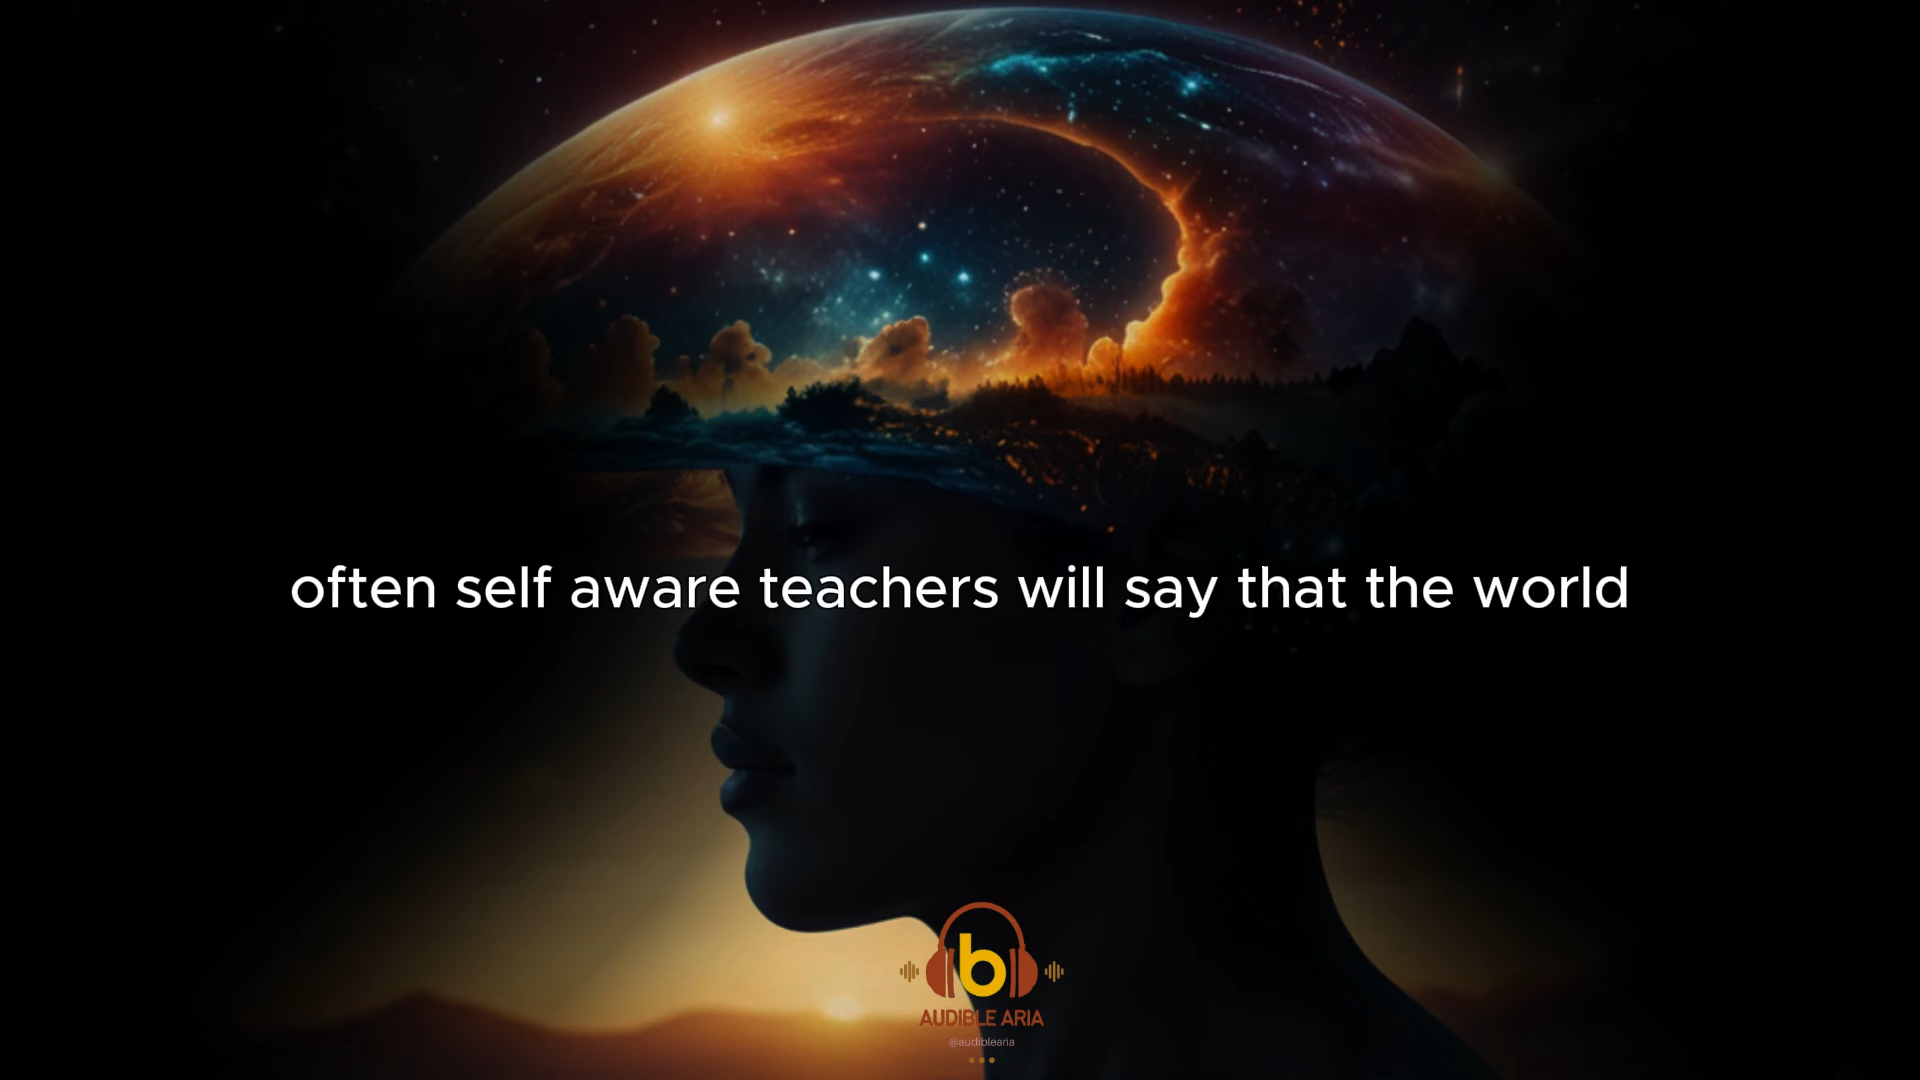 often self aware teachers will say that the world
b
AUDIBLE ARIA
@audiblearia